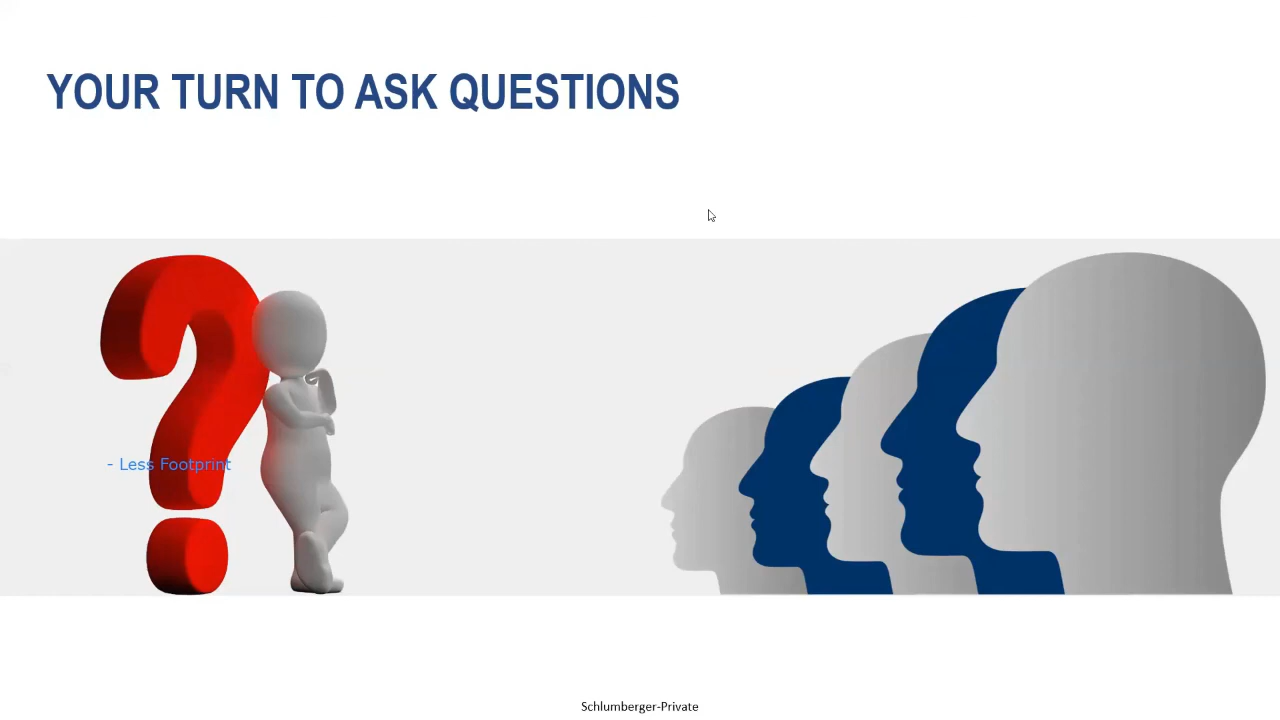 YOUR TURN TO ASK QUESTIONS
- Less Footprint
Schlumberger-Private